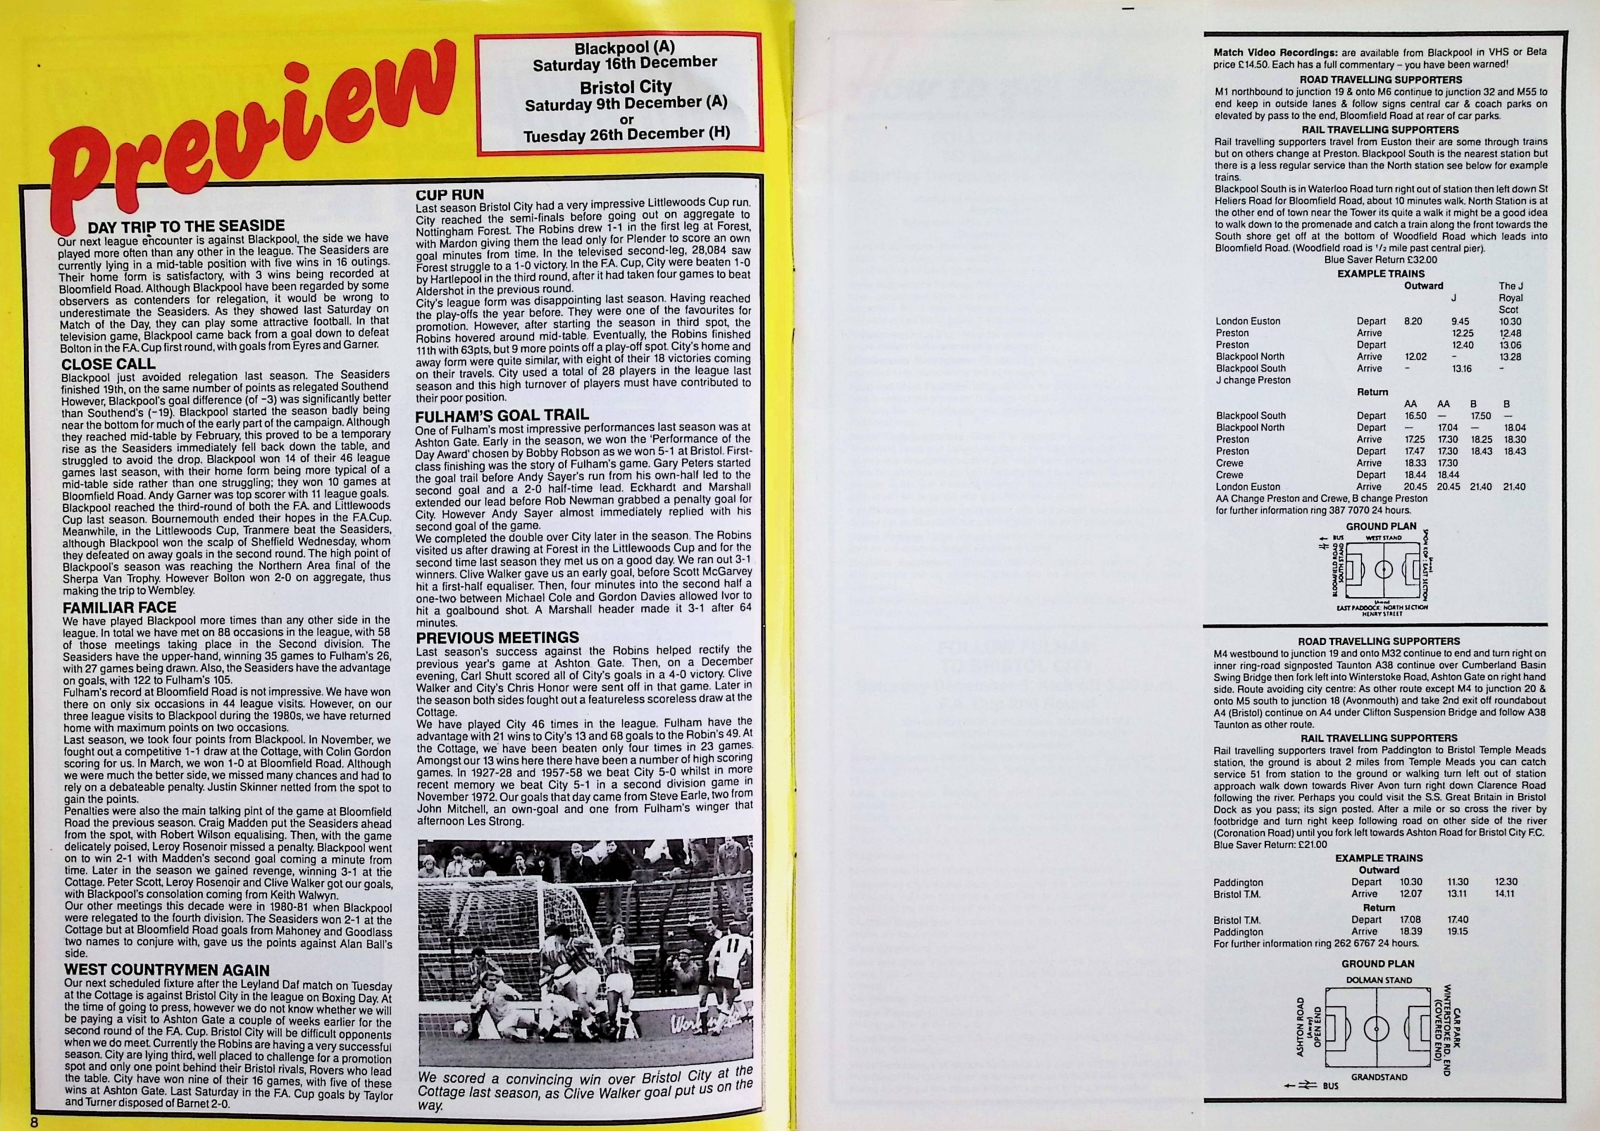 Preview
Blackpool (A)
Saturday 16th December
Bristol City
Saturday 9th December (A)
or
Tuesday 26th December (H)
DAY TRIP TO THE SEASIDE
Our next league encounter is against Blackpool, the side we have
played more often than any other in the league. The Seasiders are
currently lying in a mid-table position with five wins in 16 outings.
Their home form is satisfactory, with 3 wins being recorded at
Bloomfield Road. Although Blackpool have been regarded by some
observers as contenders for relegation, it would be wrong to
underestimate the Seasiders. As they showed last Saturday on
Match of the Day, they can play some attractive football. In that
television game, Blackpool came back from a goal down to defeat
Bolton in the F.A. Cup first round, with goals from Eyres and Garner.
CLOSE CALL
Blackpool just avoided relegation last season. The Seasiders
finished 19th, on the same number of points as relegated Southend
However, Blackpool's goal difference (of -3) was significantly better
than Southend's (-19). Blackpool started the season badly being
near the bottom for much of the early part of the campaign. Although
they reached mid-table by February, this proved to be a temporary
rise as the Seasiders immediately fell back down the table, and
struggled to avoid the drop. Blackpool won 14 of their 46 league
games last season, with their home form being more typical of a
mid-table side rather than one struggling; they won 10 games at
Bloomfield Road. Andy Garner was top scorer with 11 league goals.
Blackpool reached the third-round of both the F.A. and Littlewoods
Cup last season. Bournemouth ended their hopes in the F.A.Cup.
Meanwhile, in the Littlewoods Cup, Tranmere beat the Seasiders,
although Blackpool won the scalp of Sheffield Wednesday, whom
they defeated on away goals in the second round. The high point of
Blackpool's season was reaching the Northern Area final of the
Sherpa Van Trophy. However Bolton won 2-0 on aggregate, thus
making the trip to Wembley.
FAMILIAR FACE
We have played Blackpool more times than any other side in the
league. In total we have met on 88 occasions in the league, with 58
of those meetings taking place in the Second division. The
Seasiders have the upper-hand, winning 35 games to Fulham's 26,
with 27 games being drawn. Also, the Seasiders have the advantage
on goals, with 122 to Fulham's 105.
Fulham's record at Bloomfield Road is not impressive. We have won
there on only six occasions in 44 league visits. However, on our
three league visits to Blackpool during the 1980s, we have returned
home with maximum points on two occasions.
Last season, we took four points from Blackpool. In November, we
fought out a competitive 1-1 draw at the Cottage, with Colin Gordon
scoring for us. In March, we won 1-0 at Bloomfield Road. Although
we were much the better side, we missed many chances and had to
rely on a debateable penalty. Justin Skinner netted from the spot to
gain the points.
Penalties were also the main talking pint of the game at Bloomfield
Road the previous season. Craig Madden put the Seasiders ahead
from the spot, with Robert Wilson equalising. Then, with the game
delicately poised, Leroy Rosenoir missed a penalty. Blackpool went
on to win 2-1 with Madden's second goal coming a minute from
time. Later in the season we gained revenge, winning 3-1 at the
Cottage. Peter Scott, Leroy Rosenoir and Clive Walker got our goals,
with Blackpool's consolation coming from Keith Walwyn.
Our other meetings this decade were in 1980-81 when Blackpool
were relegated to the fourth division. The Seasiders won 2-1 at the
Cottage but at Bloomfield Road goals from Mahoney and Goodlass
two names to conjure with, gave us the points against Alan Ball's
side.
WEST COUNTRYMEN AGAIN
Our next scheduled fixture after the Leyland Daf match on Tuesday
at the Cottage is against Bristol City in the league on Boxing Day. At
the time of going to press, however we do not know whether we will
be paying a visit to Ashton Gate a couple of weeks earlier for the
second round of the F.A. Cup. Bristol City will be difficult opponents
when we do meet. Currently the Robins are having a very successful
season. City are lying third, well placed to challenge for a promotion
spot and only one point behind their Bristol rivals, Rovers who lead
the table. City have won nine of their 16 games, with five of these
wins at Ashton Gate. Last Saturday in the F.A. Cup goals by Taylor
and Turner disposed of Barnet 2-0.
8
CUP RUN
Last season Bristol City had a very impressive Littlewoods Cup run.
City reached the semi-finals before going out on aggregate to
Nottingham Forest. The Robins drew 1-1 in the first leg at Forest,
with Mardon giving them the lead only for Plender to score an own
goal minutes from time. In the televised second-leg, 28,084 saw
Forest struggle to a 1-0 victory. In the F.A. Cup, City were beaten 1-0
by Hartlepool in the third round, after it had taken four games to beat
Aldershot in the previous round.
City's league form was disappointing last season. Having reached
the play-offs the year before. They were one of the favourites for
promotion. However, after starting the season in third spot, the
Robins hovered around mid-table. Eventually, the Robins finished
11th with 63pts, but 9 more points off a play-off spot. City's home and
away form were quite similar, with eight of their 18 victories coming
on their travels. City used a total of 28 players in the league last
season and this high turnover of players must have contributed to
their poor position.
FULHAM'S GOAL TRAIL
One of Fulham's most impressive performances last season was at
Ashton Gate. Early in the season, we won the 'Performance of the
Day Award' chosen by Bobby Robson as we won 5-1 at Bristol. First-
class finishing was the story of Fulham's game. Gary Peters started
the goal trail before Andy Sayer's run from his own-half led to the
second goal and a 2-0 half-time lead. Eckhardt and Marshall
extended our lead before Rob Newman grabbed a penalty goal for
City. However Andy Sayer almost immediately replied with his
second goal of the game.
We completed the double over City later in the season. The Robins
visited us after drawing at Forest in the Littlewoods Cup and for the
second time last season they met us on a good day. We ran out 3-1
winners. Clive Walker gave us an early goal, before Scott McGarvey
hit a first-half equaliser. Then, four minutes into the second half a
one-two between Michael Cole and Gordon Davies allowed Ivor to
hit a goalbound shot. A Marshall header made it 3-1 after 64
minutes.
PREVIOUS MEETINGS
Last season's success against the Robins helped rectify the
previous year's game at Ashton Gate. Then, on a December
evening, Carl Shutt scored all of City's goals in a 4-0 victory. Clive
Walker and City's Chris Honor were sent off in that game. Later in
the season both sides fought out a featureless scoreless draw at the
Cottage.
We have played City 46 times in the league. Fulham have the
advantage with 21 wins to City's 13 and 68 goals to the Robin's 49. At
the Cottage, we have been beaten only four times in 23 games.
Amongst our 13 wins here there have been a number of high scoring
games. In 1927-28 and 1957-58 we beat City 5-0 whilst in more
recent memory we beat City 5-1 in a second division game in
November 1972. Our goals that day came from Steve Earle, two from
John Mitchell, an own-goal and one from Fulham's winger that
afternoon Les Strong.
11
We scored a convincing win over Bristol City at the
Cottage last season, as Clive Walker goal put us on the
way.
Match Video Recordings: are available from Blackpool in VHS or Beta
price £14.50. Each has a full commentary – you have been warned!
ROAD TRAVELLING SUPPORTERS
M1 northbound to junction 19 & onto M6 continue to junction 32 and M55 to
end keep in outside lanes & follow signs central car & coach parks on
elevated by pass to the end, Bloomfield Road at rear of car parks.
RAIL TRAVELLING SUPPORTERS
Rail travelling supporters travel from Euston their are some through trains
but on others change at Preston. Blackpool South is the nearest station but
there is a less regular service than the North station see below for example
trains.
Blackpool South is in Waterloo Road turn right out of station then left down St
Heliers Road for Bloomfield Road, about 10 minutes walk. North Station is at
the other end of town near the Tower its quite a walk it might be a good idea
to walk down to the promenade and catch a train along the front towards the
South shore get off at the bottom of Woodfield Road which leads into
Bloomfield Road. (Woodfield road is 1/2 mile past central pier).
Blue Saver Return £32.00
EXAMPLE TRAINS
Outward The J
J Royal
Scot
London Euston Depart 8.20 9.45 10.30
Preston Arrive 12.25 12.48
Preston Depart 12.40 13.06
Blackpool North Arrive 12.02 – 13.28
Blackpool South Arrive – 13.16 –
J change Preston
Return
AA AA B B
Blackpool South Depart 16.50 — 17.50 —
Blackpool North Depart — 17.04 — 18.04
Preston Arrive 17.25 17.30 18.25 18.30
Preston Depart 17.47 17.30 18.43 18.43
Crewe Arrive 18.33 17.30
Crewe Depart 18.44 18.44
London Euston Arrive 20.45 20.45 21.40 21.40
AA Change Preston and Crewe, B change Preston
for further information ring 387 7070 24 hours.
GROUND PLAN
BUS
WEST STAND
BLOOMFIELD ROAD
SOUTH STAND
EAST PADDOCK: NORTH SECTION
HENRY STREET
ROAD TRAVELLING SUPPORTERS
M4 westbound to junction 19 and onto M32 continue to end and turn right on
inner ring-road signposted Taunton A38 continue over Cumberland Basin
Swing Bridge then fork left into Winterstoke Road, Ashton Gate on right hand
side. Route avoiding city centre: As other route except M4 to junction 20 &
onto M5 south to junction 18 (Avonmouth) and take 2nd exit off roundabout
A4 (Bristol) continue on A4 under Clifton Suspension Bridge and follow A38
Taunton as other route.
RAIL TRAVELLING SUPPORTERS
Rail travelling supporters travel from Paddington to Bristol Temple Meads
station, the ground is about 2 miles from Temple Meads you can catch
service 51 from station to the ground or walking turn left out of station
approach walk down towards River Avon turn right down Clarence Road
following the river. Perhaps you could visit the S.S. Great Britain in Bristol
Dock as you pass; its sign posted. After a mile or so cross the river by
footbridge and turn right keep following road on other side of the river
(Coronation Road) until you fork left towards Ashton Road for Bristol City F.C.
Blue Saver Return: £21.00
EXAMPLE TRAINS
Outward
Paddington Depart 10.30 11.30 12.30
Bristol T.M. Arrive 12.07 13.11 14.11
Return
Bristol T.M. Depart 17.08 17.40
Paddington Arrive 18.39 19.15
For further information ring 262 6767 24 hours.
GROUND PLAN
DOLMAN STAND
ASHTON ROAD
(Away)
OPEN END
CAR PARK
WINTERSTOKE RD. END
(COVERED END)
GRANDSTAND
BUS